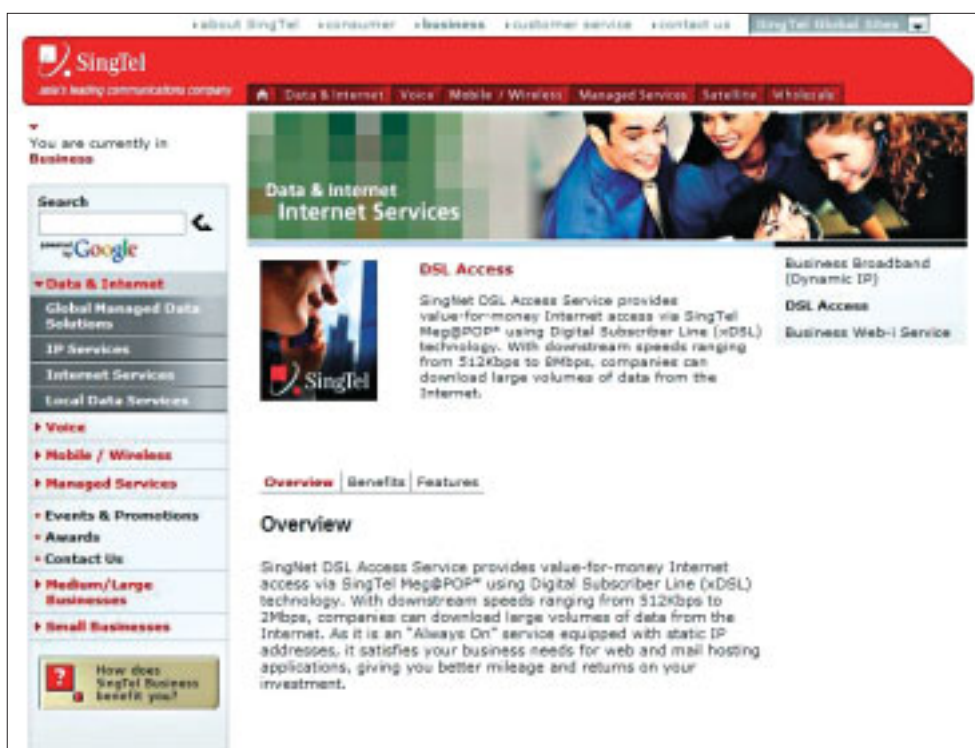 about SingTel consumer business customer service contact us SingTel Global Sites
SingTel
asia's leading communications company
Data & Internet Voice Mobile / Wireless Managed Services Satellite Wholesale
You are currently in
Business
Search
powered by Google
Data & Internet
Global Managed Data
Solutions
IP Services
Internet Services
Local Data Services
Voice
Mobile / Wireless
Managed Services
Events & Promotions
Awards
Contact Us
Medium/Large
Businesses
Small Businesses
?
How does
SingTel Business
benefit you?
Data & Internet
Internet Services
SingTel
DSL Access
SingNet DSL Access Service provides
value-for-money Internet access via SingTel
Meg@POP® using Digital Subscriber Line (xDSL)
technology. With downstream speeds ranging
from 512Kbps to 8Mbps, companies can
download large volumes of data from the
Internet.
Business Broadband
(Dynamic IP)
DSL Access
Business Web-i Service
Overview Benefits Features
Overview
SingNet DSL Access Service provides value-for-money Internet
access via SingTel Meg@POP® using Digital Subscriber Line (xDSL)
technology. With downstream speeds ranging from 512Kbps to
2Mbps, companies can download large volumes of data from the
Internet. As it is an "Always On" service equipped with static IP
addresses, it satisfies your business needs for web and mail hosting
applications, giving you better mileage and returns on your
investment.